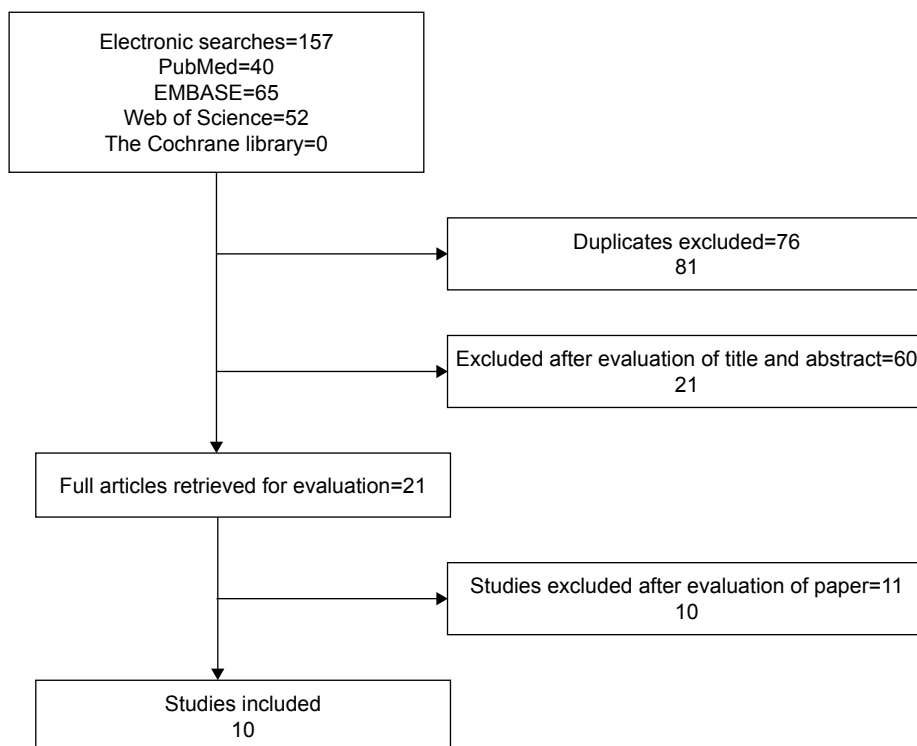 Electronic searches=157
PubMed=40
EMBASE=65
Web of Science=52
The Cochrane library=0
Duplicates excluded=76
81
Excluded after evaluation of title and abstract=60
21
Full articles retrieved for evaluation=21
Studies excluded after evaluation of paper=11
10
Studies included
10